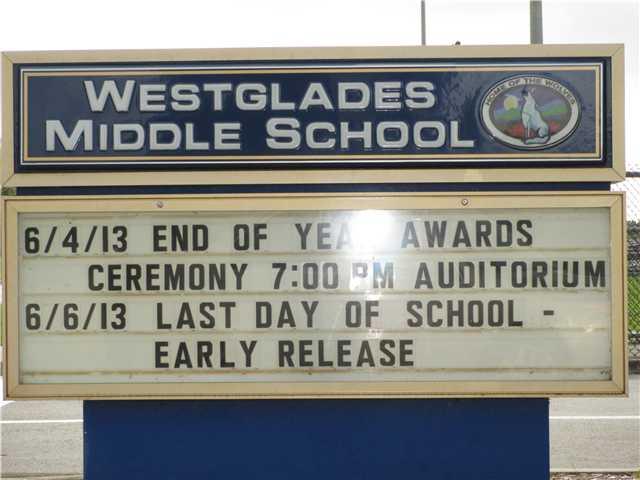 WESTGLADES
MIDDLE SCHOOL
HOME OF THE WOLVES
6/4/13 END OF YEAR AWARDS
CEREMONY 7:00 PM AUDITORIUM
6/6/13 LAST DAY OF SCHOOL -
EARLY RELEASE